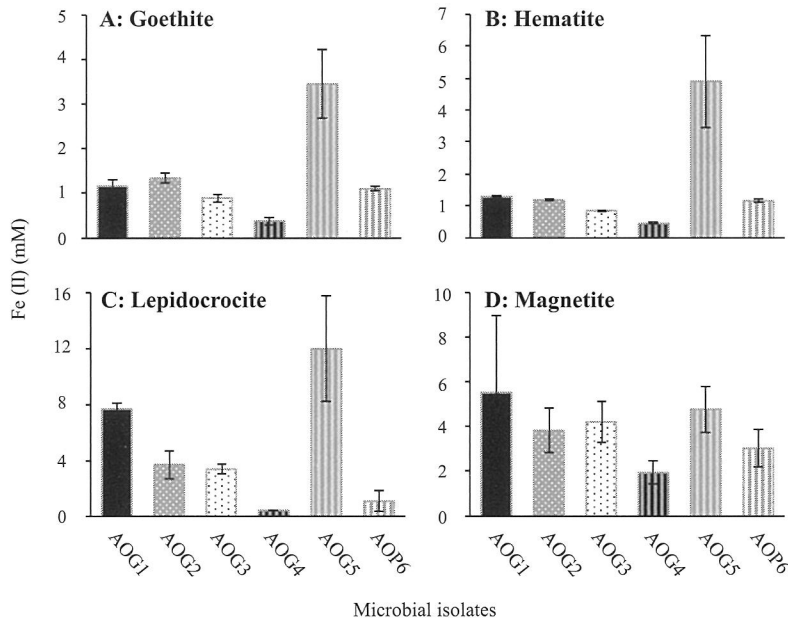 A: Goethite
5
4
3
2
1
0
B: Hematite
7
6
5
4
3
2
1
0
Fe (II) (mM)
C: Lepidocrocite
16
12
8
4
0
AOG1
AOG2
AOG3
AOG4
AOG5
AOP6
D: Magnetite
10
8
6
4
2
0
AOG1
AOG2
AOG3
AOG4
AOG5
AOP6
Microbial isolates